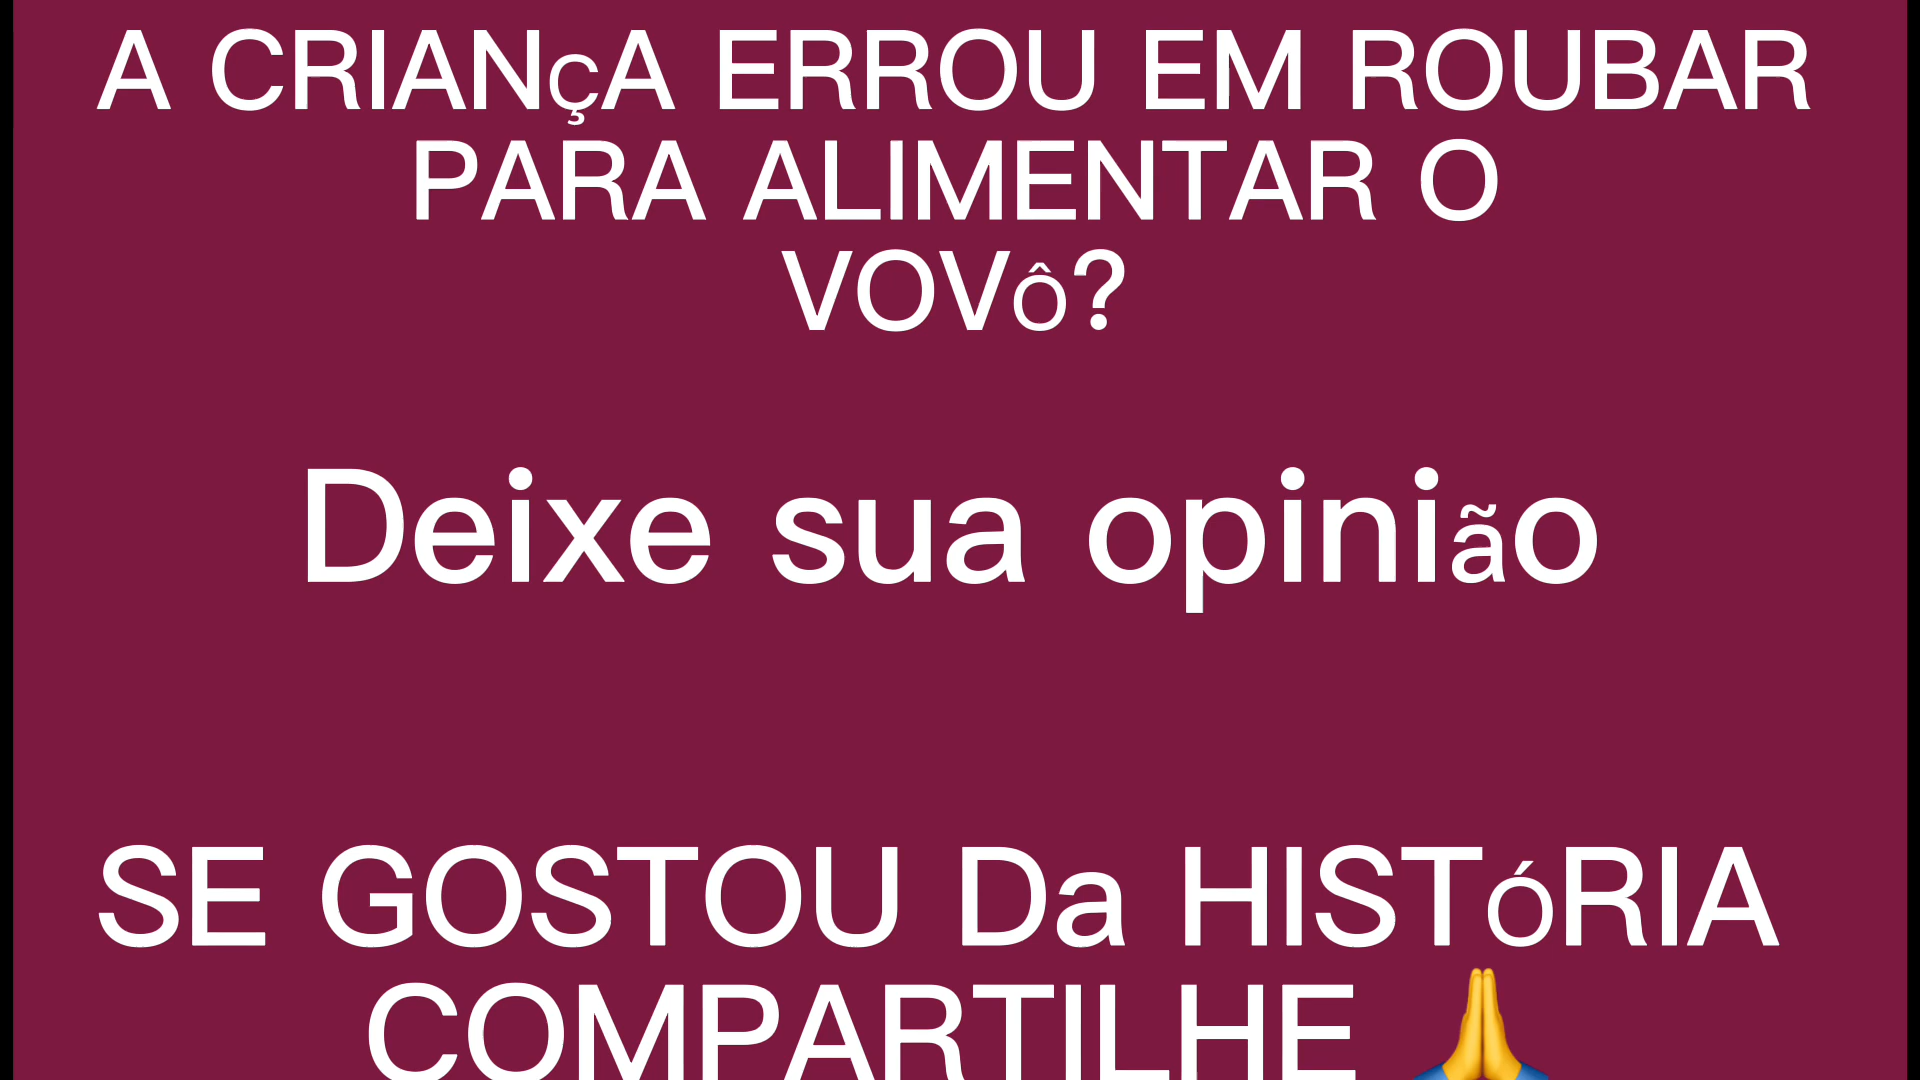 A CRIANçA ERROU EM ROUBAR
PARA ALIMENTAR O
VOVô?
Deixe sua opinião
SE GOSTOU Da HISTóRIA
COMPARTILHE 🙏